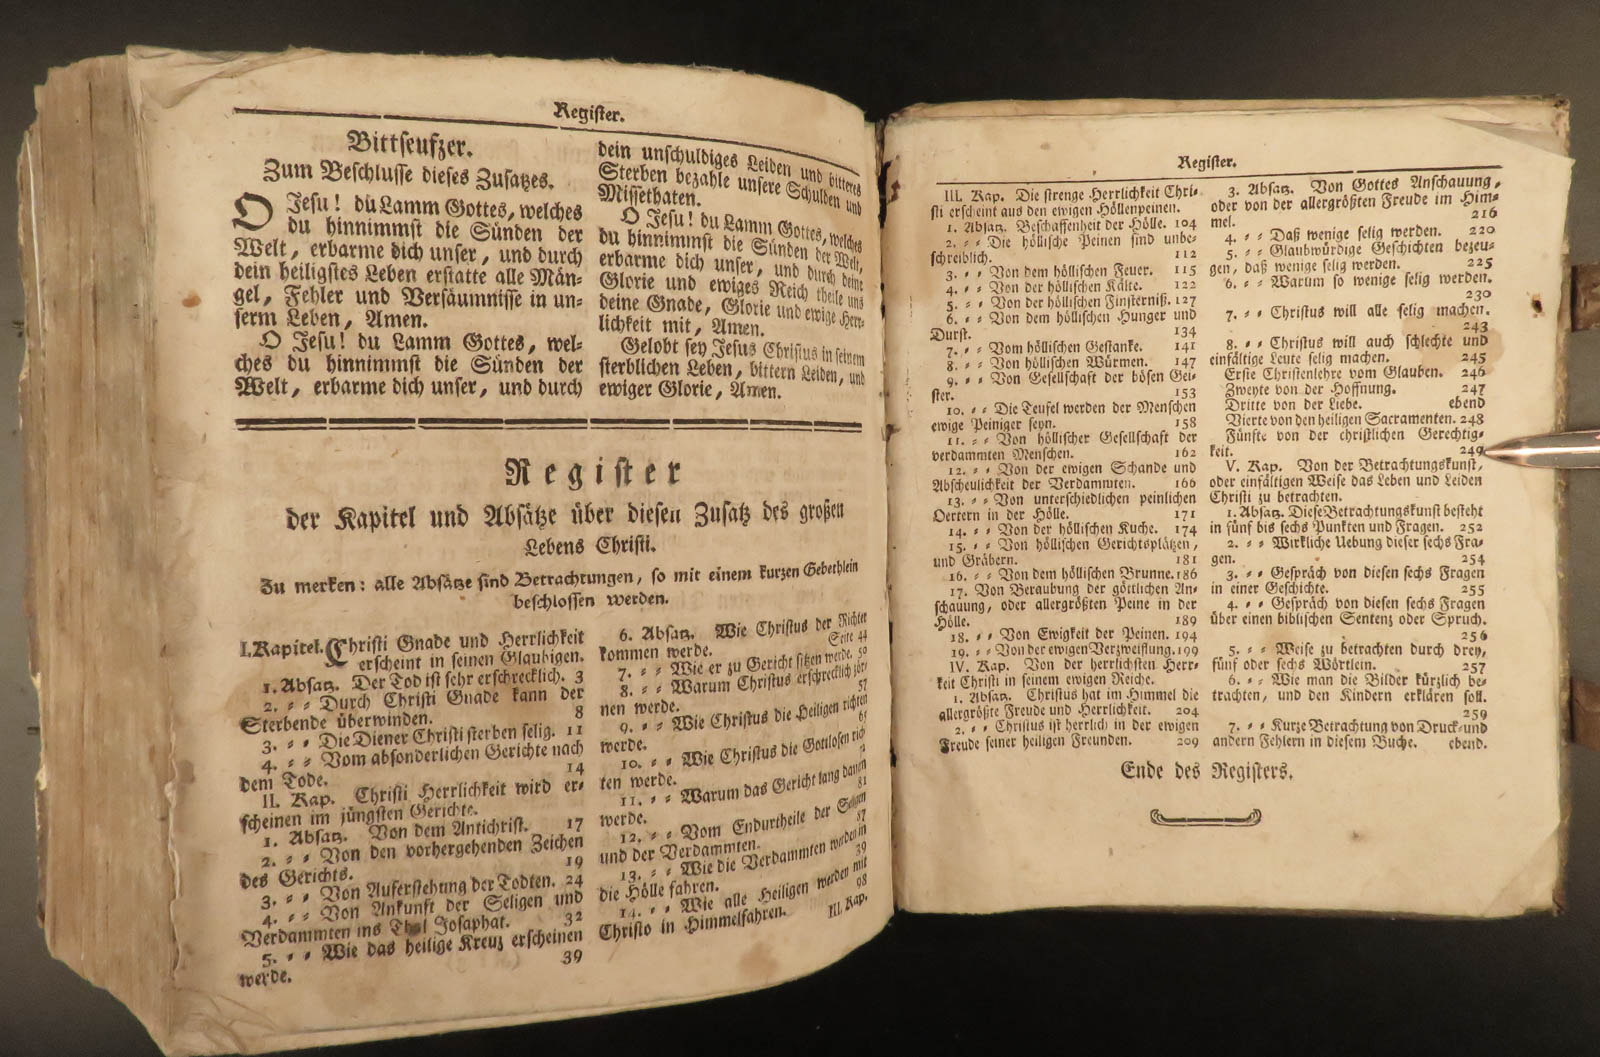 Register.
Bittseufzer.
Zum Beschlusse dieses Zusatzes.
O Jesu! du Lamm Gottes, welches
du hinnimmst die Sünden der
Welt, erbarme dich unser, und durch
dein heiligstes Leben erstatte alle Män-
gel, Fehler und Versäumnisse in un-
serm Leben, Amen.
O Jesu! du Lamm Gottes, wel-
ches du hinnimmst die Sünden der
Welt, erbarme dich unser, und durch
dein unschuldiges Leiden und bitteres
Sterben bezahle unsere Schulden und
Missethaten.
O Jesu! du Lamm Gottes, welches
du hinnimmst die Sünden der Welt,
erbarme dich unser, und durch deine
Glorie und ewiges Reich theile uns
deine Gnade, Glorie und ewige Herr-
lichkeit mit, Amen.
Gelobt sey Jesus Christus in seinem
sterblichen Leben, bittern Leiden, und
ewiger Glorie, Amen.
Register
der Kapitel und Absätze über diesen Zusatz des großen
Lebens Christi.
Zu merken: alle Absätze sind Betrachtungen, so mit einem kurzen Gebethlein
beschlossen werden.
I. Kapitel. Christi Gnade und Herrlichkeit
erscheint in seinen Glaubigen.
1. Absatz. Der Tod ist sehr erschrecklich. 3
2. = = Durch Christi Gnade kann der
Sterbende überwinden. 8
3. = = Die Diener Christi sterben selig. 11
4. = = Vom absonderlichen Gerichte nach
dem Tode. 14
II. Kap. Christi Herrlichkeit wird er-
scheinen im jüngsten Gerichte.
1. Absatz. Von dem Antichrist. 17
2. = = Von den vorhergehenden Zeichen
des Gerichts. 19
3. = = Von Auferstehung der Todten. 24
4. = = Von Ankunft der Seligen und
Verdammten ins Thal Josaphat. 32
5. = = Wie das heilige Kreuz erscheinen
werde. 39
6. Absatz. Wie Christus der Richter
kommen werde. Seite 44
7. = = Wie er zu Gericht sitzen werde. 50
8. = = Warum Christus erschrecklich zör-
nen werde. 57
9. = = Wie Christus die Heiligen richten
werde. 65
10. = = Wie Christus die Gottlosen rich
ten werde.
11. = = Warum das Gericht lang dauern
werde. 81
12. = = Vom Endurtheile der Seligen
und der Verdammten. 87
13. = = Wie die Verdammten werden in
die Hölle fahren.
14. = = Wie alle Heiligen werden mit
Christo in Himmelfahren. 98
III. Kap.
Register.
III. Kap. Die strenge Herrlichkeit Chri-
sti erscheint aus den ewigen Höllenpeinen.
1. Absatz. Beschaffenheit der Hölle. 104
2. = = Die höllische Peinen sind unbe-
schreiblich. 112
3. = = Von dem höllischen Feuer. 115
4. = = Von der höllischen Kälte. 122
5. = = Von der höllischen Finsterniß. 127
6. = = Von dem höllischen Hunger und
Durst. 134
7. = = Vom höllischen Gestanke. 141
8. = = Von höllischen Würmen. 147
9. = = Von Gesellschaft der bösen Gei-
ster. 153
10. = = Die Teufel werden der Menschen
ewige Peiniger seyn. 158
11. = = Von höllischer Gesellschaft der
verdammten Menschen. 162
12. = = Von der ewigen Schande und
Abscheulichkeit der Verdammten. 166
13. = = Von unterschiedlichen peinlichen
Oertern in der Hölle. 171
14. = = Von der höllischen Kuche. 174
15. = = Von höllischen Gerichtsplätzen,
und Gräbern. 181
16. = = Von dem höllischen Brunne. 186
17. Von Beraubung der göttlichen An-
schauung, oder allergrößten Peine in der
Hölle. 189
18. = = Von Ewigkeit der Peinen. 194
19. = = Von der ewigen Verzweiflung. 199
IV. Kap. Von der herrlichsten Herr-
keit Christi in seinem ewigen Reiche.
1. Absatz. Christus hat im Himmel die
allergrößte Freude und Herrlichkeit. 204
2. = = Christus ist herrlich in der ewigen
Freude seiner heiligen Freunden. 209
3. Absatz. Von Gottes Anschauung,
oder von der allergrößten Freude im Him-
mel. 216
4. = = Daß wenige selig werden. 220
5. = = Glaubwürdige Geschichten bezeu-
gen, daß wenige selig werden. 225
6. = = Warum so wenige selig werden.
230
7. = = Christus will alle selig machen.
243
8. = = Christus will auch schlechte und
einfältige Leute selig machen. 245
Erste Christenlehre vom Glauben. 246
Zweyte von der Hoffnung. 247
Dritte von der Liebe. ebend
Vierte von den heiligen Sacramenten. 248
Fünfte von der christlichen Gerechtig-
keit. 249
V. Kap. Von der Betrachtungskunst,
oder einfältigen Weise das Leben und Leiden
Christi zu betrachten.
1. Absatz. Diese Betrachtungskunst besteht
in fünf bis sechs Punkten und Fragen. 252
2. = = Wirkliche Uebung dieser sechs Fra-
gen. 254
3. = = Gespräch von diesen sechs Fragen
in einer Geschichte. 255
4. = = Gespräch von diesen sechs Fragen
über einen biblischen Sentenz oder Spruch.
256
5. = = Weise zu betrachten durch drey,
fünf oder sechs Wörtlein. 257
6. = = Wie man die Bilder kürzlich be-
trachten, und den Kindern erklären soll.
259
7. = = Kurze Betrachtung von Druck-und
andern Fehlern in diesem Buche. ebend.
Ende des Registers.